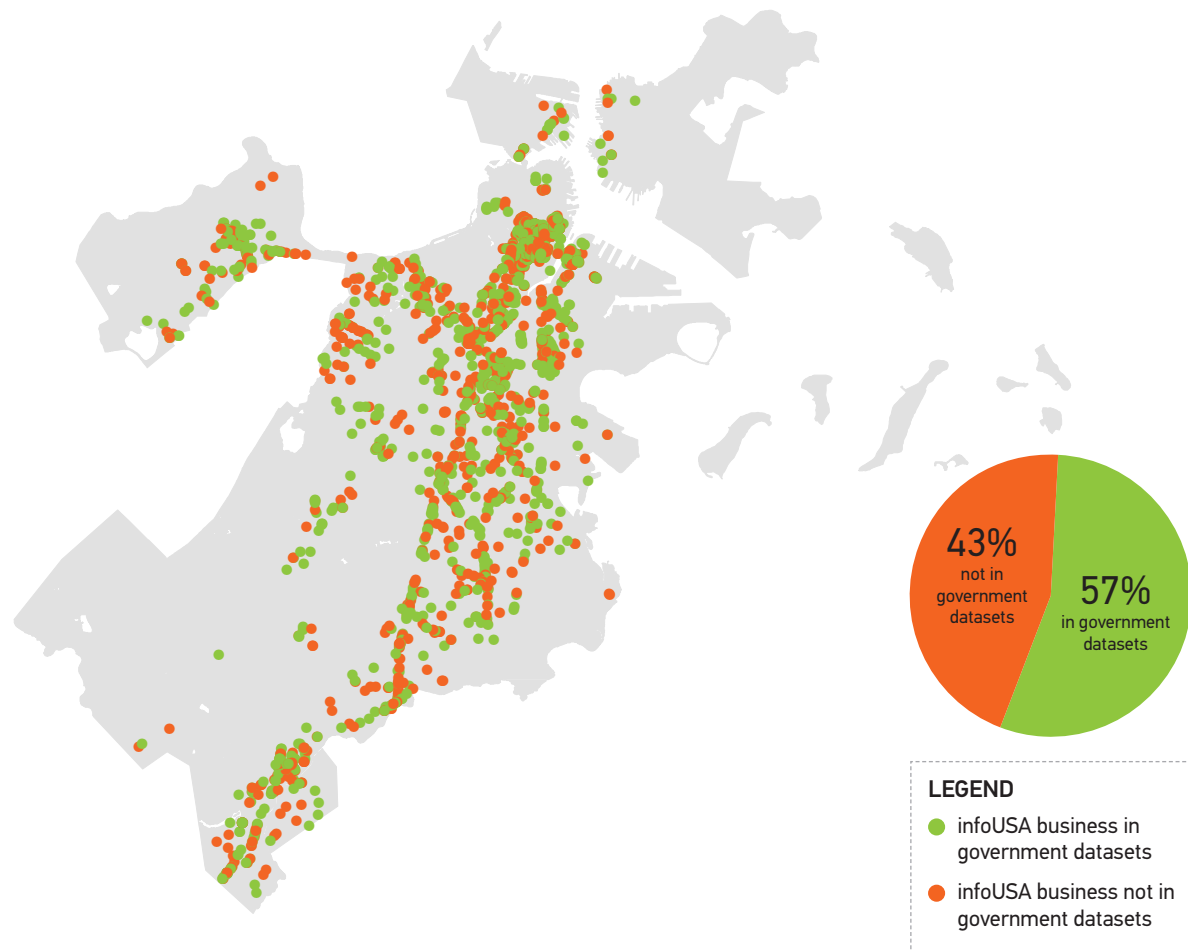 43%
not in
government
datasets
57%
in government
datasets
LEGEND
infoUSA business in
government datasets
infoUSA business not in
government datasets